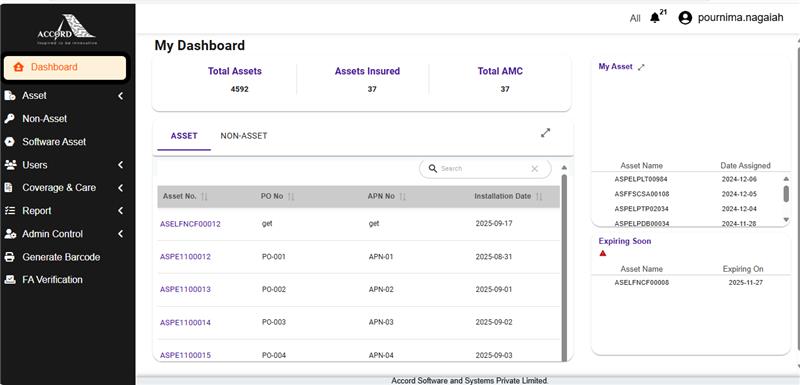 ACCORD
Inspired to be innovative
All 21 pournima.nagaiah
Dashboard
Asset
Non-Asset
Software Asset
Users
Coverage & Care
Report
Admin Control
Generate Barcode
FA Verification
My Dashboard
Total Assets Assets Insured Total AMC
4592 37 37
ASSET NON-ASSET
Search
Asset No. PO No APN No Installation Date
ASELFNCF00012 get get 2025-09-17
ASPE1100012 PO-001 APN-01 2025-08-31
ASPE1100013 PO-002 APN-02 2025-09-01
ASPE1100014 PO-003 APN-03 2025-09-02
ASPE1100015 PO-004 APN-04 2025-09-03
My Asset
Asset Name Date Assigned
ASPELPLT00984 2024-12-06
ASFFSCSA00108 2024-12-05
ASPELPTP02034 2024-12-04
ASPELPDB00034 2024-11-28
Expiring Soon
Asset Name Expiring On
ASELFNCF00008 2025-11-27
Accord Software and Systems Private Limited.